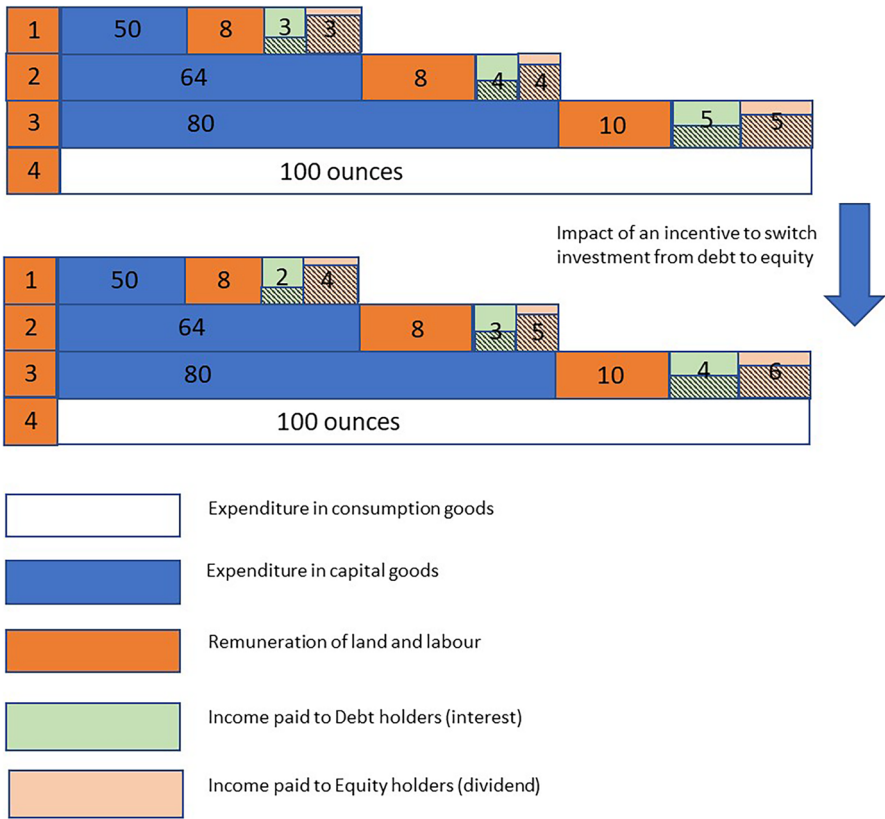 1 50 8 3 3
2 64 8 4 4
3 80 10 5 5
4 100 ounces
Impact of an incentive to switch
investment from debt to equity
1 50 8 2 4
2 64 8 3 5
3 80 10 4 6
4 100 ounces
Expenditure in consumption goods
Expenditure in capital goods
Remuneration of land and labour
Income paid to Debt holders (interest)
Income paid to Equity holders (dividend)